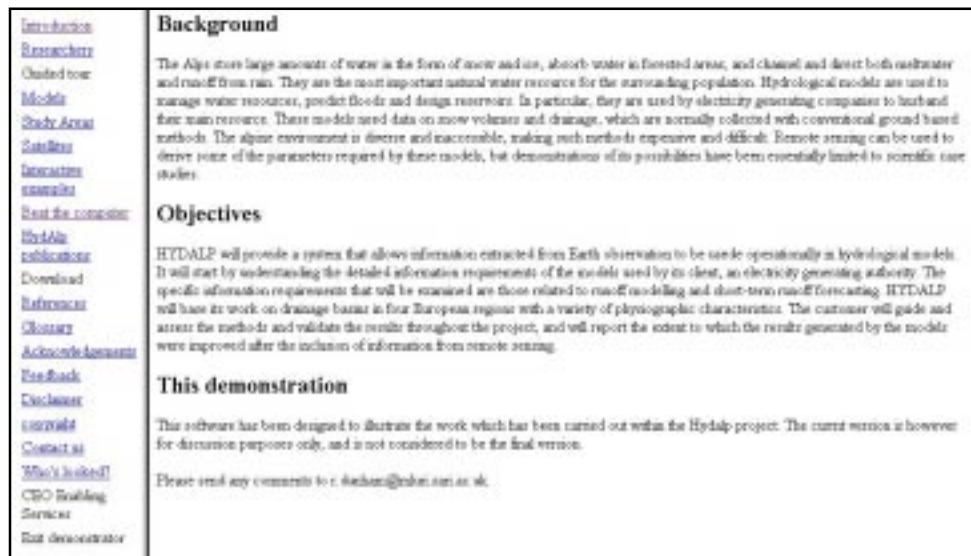 Introduction
Researchers
Guided tour
Models
Study Areas
Satellites
Interactive
examples
Beat the computer
HydAlp
publications
Download
References
Glossary
Acknowledgements
Feedback
Disclaimer
copyright
Contact us
Who's looked?
CEO Enabling
Services
Exit demonstrator
Background
The Alps store large amounts of water in the form of snow and ice, absorb water in forested areas, and channel and direct both meltwater
and runoff from rain. They are the most important natural water resource for the surrounding population. Hydrological models are used to
manage water resources, predict floods and design reservoirs. In particular, they are used by electricity generating companies to husband
their main resource. These models need data on snow volumes and drainage, which are normally collected with conventional ground based
methods. The alpine environment is diverse and inaccessible, making such methods expensive and difficult. Remote sensing can be used to
derive some of the parameters required by these models, but demonstrations of its possibilities have been essentially limited to scientific case
studies.
Objectives
HYDALP will provide a system that allows information extracted from Earth observation to be usede operationally in hydrological models.
It will start by understanding the detailed information requirements of the models used by its client, an electricity generating authority. The
specific information requirements that will be examined are those related to runoff modelling and short-term runoff forecasting. HYDALP
will base its work on drainage basins in four European regions with a variety of physiographic characteristics. The customer will guide and
assess the methods and validate the results throughout the project, and will report the extent to which the results generated by the models
were improved after the inclusion of information from remote sensing.
This demonstration
This software has been designed to illustrate the work which has been carried out within the Hydalp project. The current version is however
for discussion purposes only, and is not considered to be the final version.
Please send any comments to